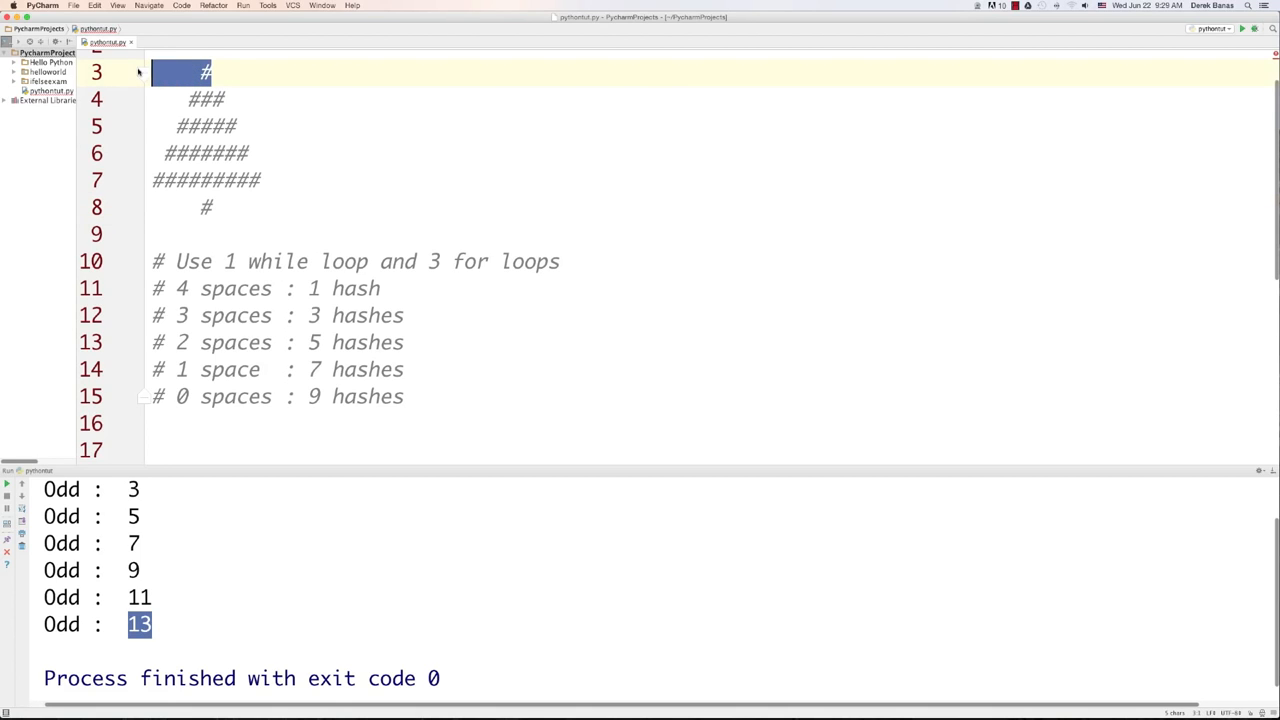 PyCharm File Edit View Navigate Code Refactor Run Tools VCS Window Help 10 Wed Jun 22 9:29 AM Derek Banas
pythontut.py - PycharmProjects - [~/PycharmProjects]
PycharmProjects pythontut.py pythontut
pythontut.py
PycharmProject
Hello Python
helloworld
ifelseexam
pythontut.py
External Librarie
3     #
4    ###
5   #####
6  #######
7 #########
8     #
9
10 # Use 1 while loop and 3 for loops
11 # 4 spaces : 1 hash
12 # 3 spaces : 3 hashes
13 # 2 spaces : 5 hashes
14 # 1 space  : 7 hashes
15 # 0 spaces : 9 hashes
16
17
Run pythontut
Odd :  3
Odd :  5
Odd :  7
Odd :  9
Odd :  11
Odd :  13
Process finished with exit code 0
5 chars 3:1 LF÷ UTF-8÷